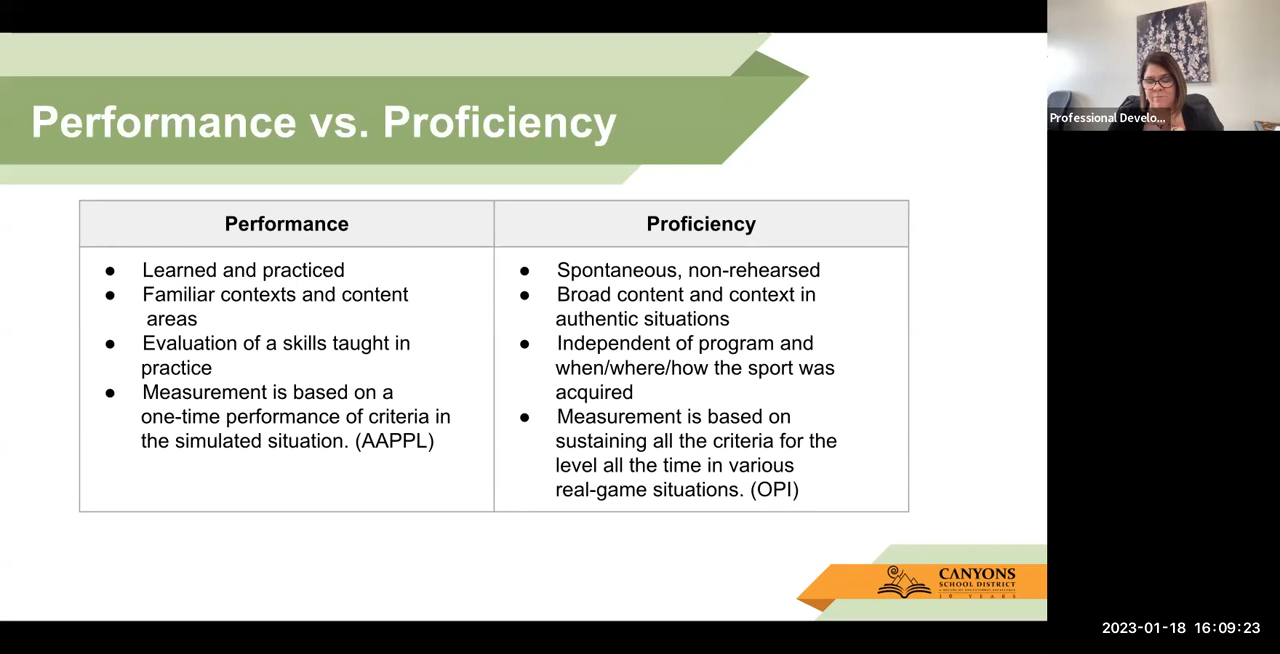 Performance vs. Proficiency
Performance
Proficiency
● Learned and practiced
● Familiar contexts and content
areas
● Evaluation of a skills taught in
practice
● Measurement is based on a
one-time performance of criteria in
the simulated situation. (AAPPL)
● Spontaneous, non-rehearsed
● Broad content and context in
authentic situations
● Independent of program and
when/where/how the sport was
acquired
● Measurement is based on
sustaining all the criteria for the
level all the time in various
real-game situations. (OPI)
Professional Develo...
CANYONS
SCHOOL DISTRICT
10 YEARS
2023-01-18 16:09:23